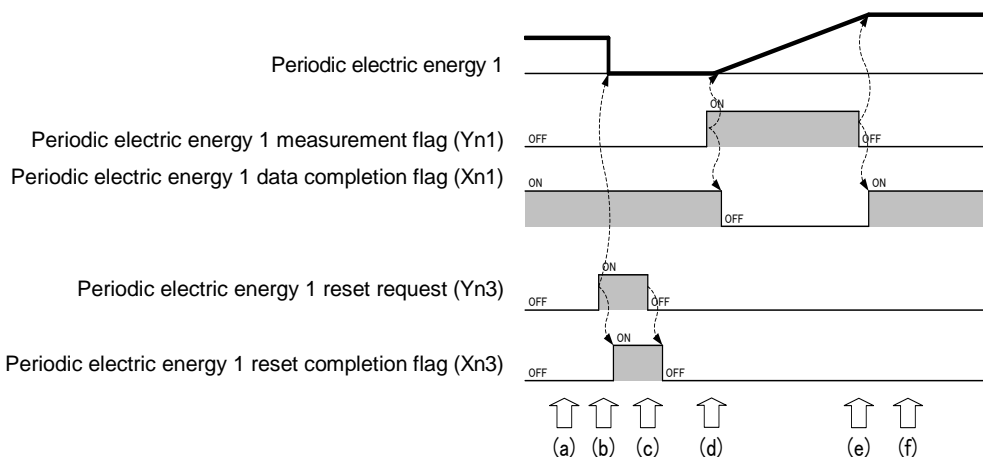 Periodic electric energy 1
ON
Periodic electric energy 1 measurement flag (Yn1)
OFF
OFF
Periodic electric energy 1 data completion flag (Xn1)
ON
ON
OFF
ON
Periodic electric energy 1 reset request (Yn3)
OFF
OFF
ON
Periodic electric energy 1 reset completion flag (Xn3)
OFF
OFF
(a) (b) (c) (d) (e) (f)